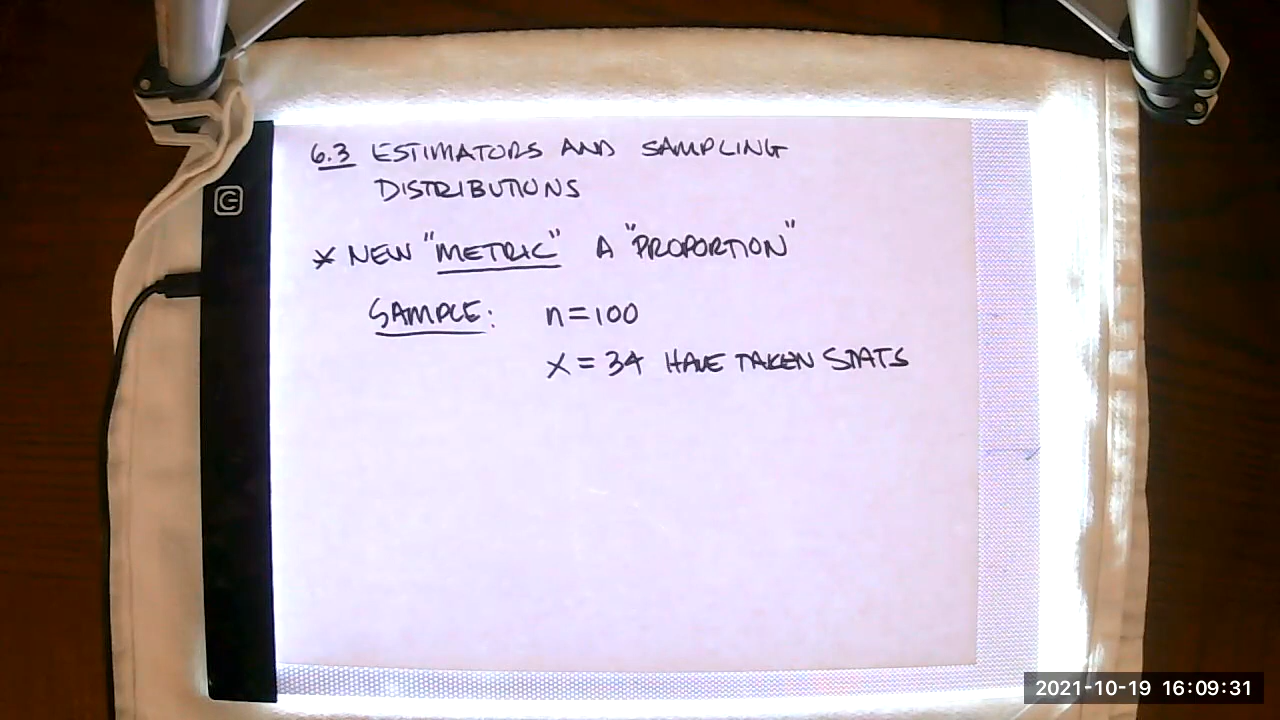 6.3 ESTIMATORS AND SAMPLING
DISTRIBUTIONS
* NEW "METRIC" A "PROPORTION"
SAMPLE: n=100
x=34 HAVE TAKEN STATS
2021-10-19 16:09:31